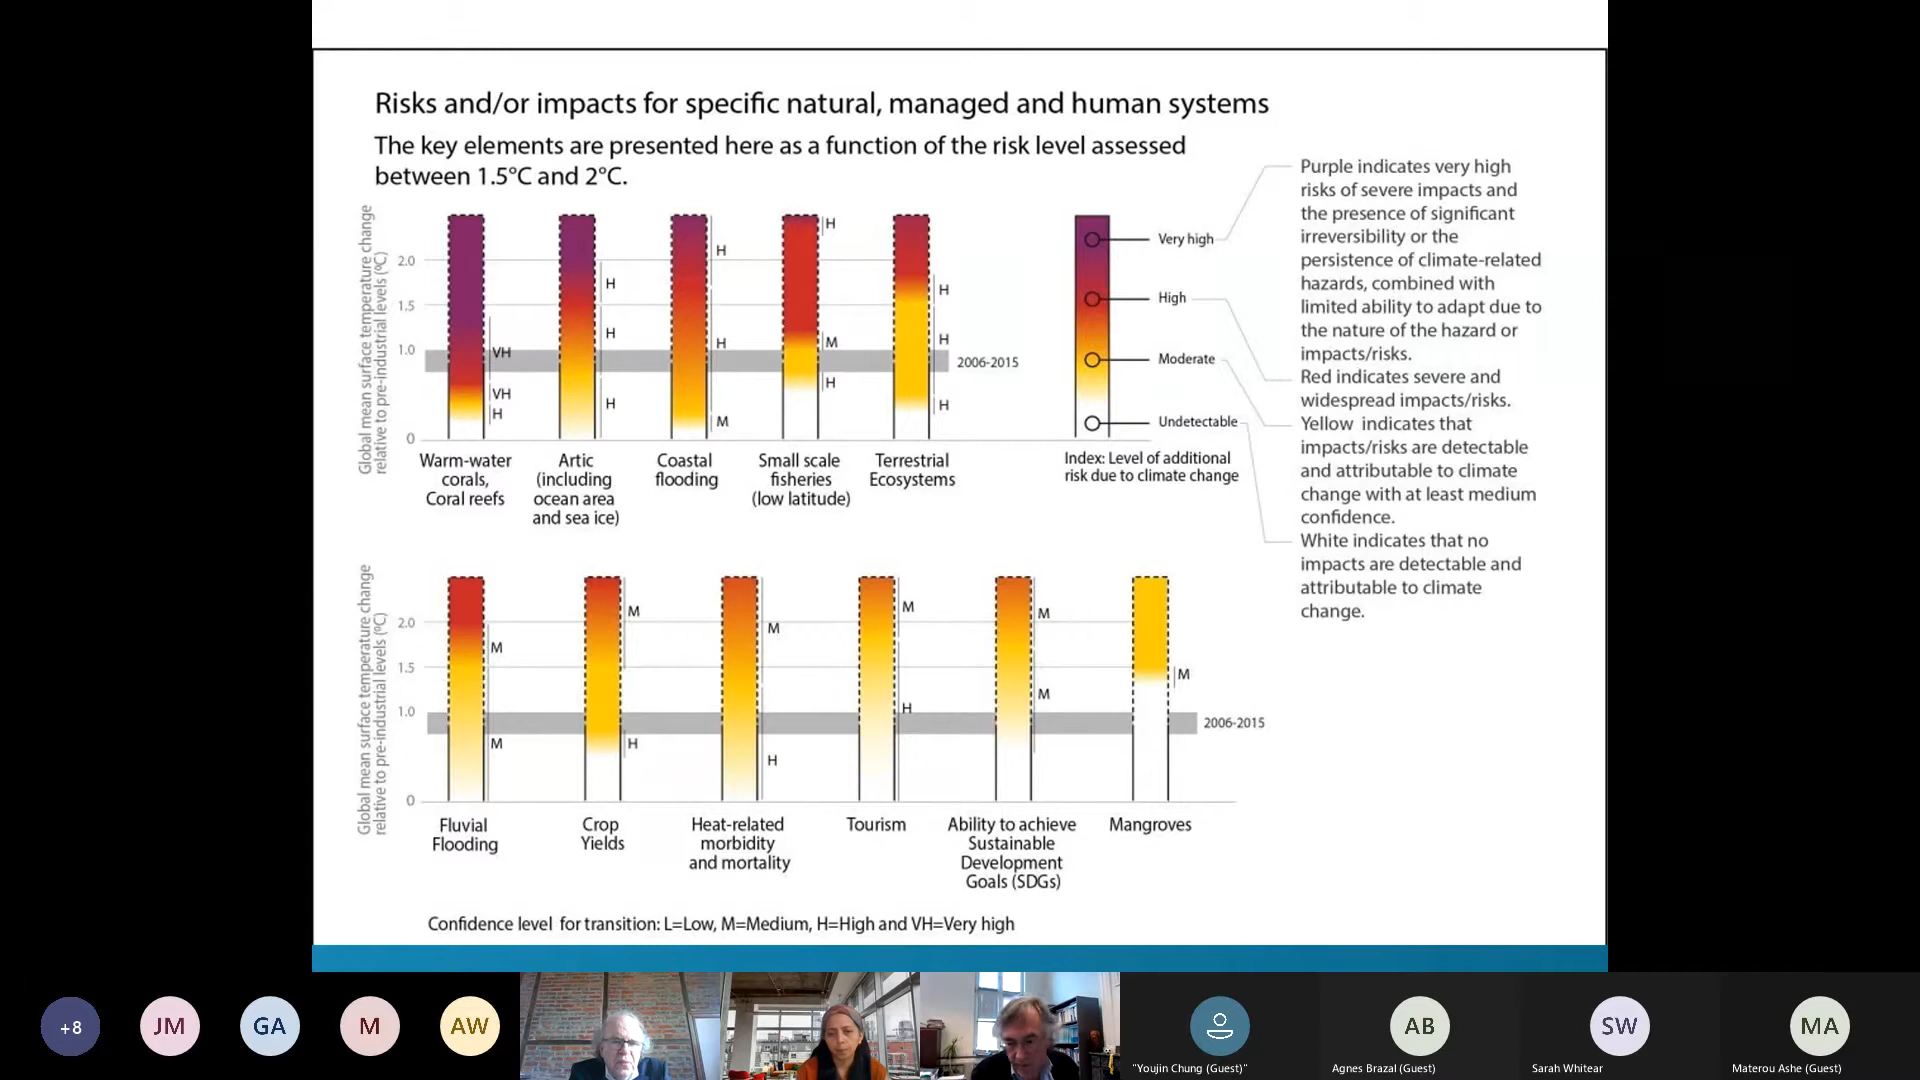 Risks and/or impacts for specific natural, managed and human systems
The key elements are presented here as a function of the risk level assessed
between 1.5°C and 2°C.
Global mean surface temperature change
relative to pre-industrial levels (ºC)
2.0
1.5
1.0
0
VH
VH
H
H
H
H
H
H
M
H
M
H
H
H
H
2006-2015
Warm-water
corals,
Coral reefs
Artic
(including
ocean area
and sea ice)
Coastal
flooding
Small scale
fisheries
(low latitude)
Terrestrial
Ecosystems
Very high
High
Moderate
Undetectable
Index: Level of additional
risk due to climate change
Purple indicates very high
risks of severe impacts and
the presence of significant
irreversibility or the
persistence of climate-related
hazards, combined with
limited ability to adapt due to
the nature of the hazard or
impacts/risks.
Red indicates severe and
widespread impacts/risks.
Yellow indicates that
impacts/risks are detectable
and attributable to climate
change with at least medium
confidence.
White indicates that no
impacts are detectable and
attributable to climate
change.
Global mean surface temperature change
relative to pre-industrial levels (ºC)
2.0
1.5
1.0
0
M
M
M
H
M
H
M
H
M
M
M
2006-2015
Fluvial
Flooding
Crop
Yields
Heat-related
morbidity
and mortality
Tourism
Ability to achieve
Sustainable
Development
Goals (SDGs)
Mangroves
Confidence level for transition: L=Low, M=Medium, H=High and VH=Very high
+8
JM
GA
M
AW
"Youjin Chung (Guest)"
AB
Agnes Brazal (Guest)
SW
Sarah Whitear
MA
Materou Ashe (Guest)